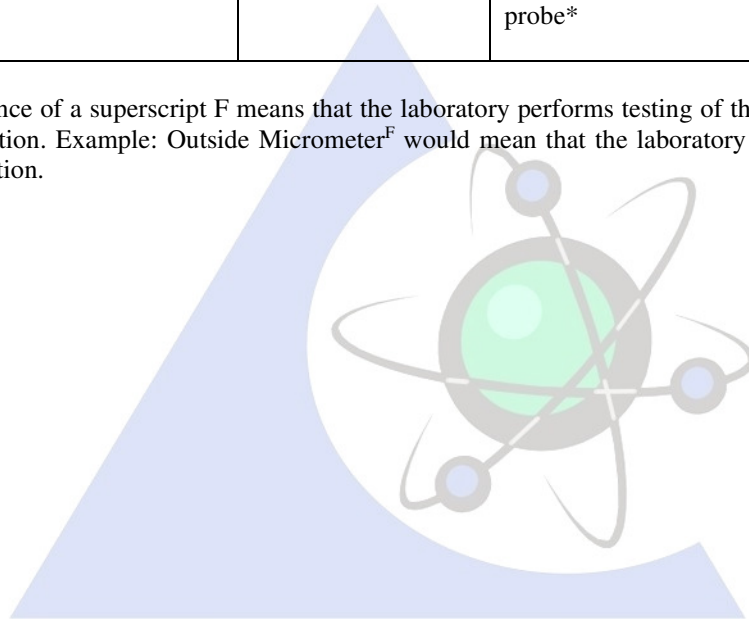 probe*
nce of a superscript F means that the laboratory performs testing of th
tion. Example: Outside Micrometer^F would mean that the laboratory
tion.